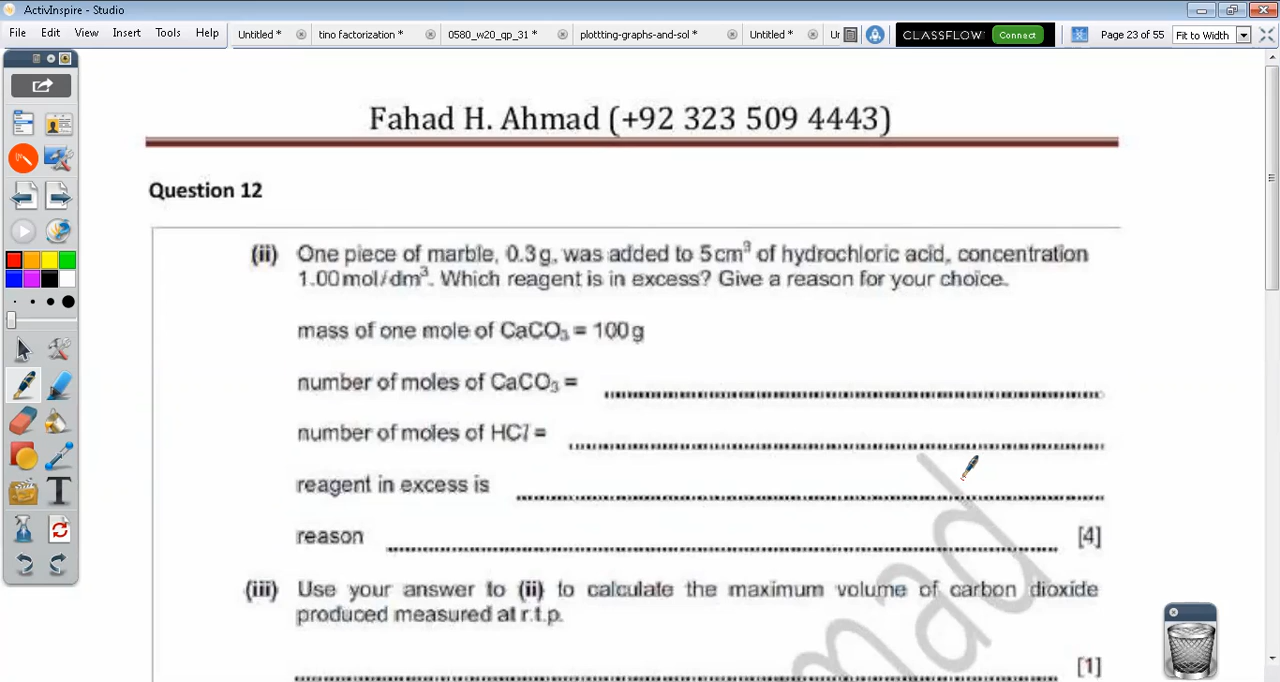 ActivInspire - Studio
File Edit View Insert Tools Help
Untitled * tino factorization * 0580_w20_qp_31 * plottting-graphs-and-sol * Untitled * Ur
CLASSFLOW Connect
Page 23 of 55 Fit to Width
Fahad H. Ahmad (+92 323 509 4443)
Question 12
(ii) One piece of marble, 0.3 g, was added to 5 cm³ of hydrochloric acid, concentration
1.00 mol/dm³. Which reagent is in excess? Give a reason for your choice.
mass of one mole of CaCO₃ = 100 g
number of moles of CaCO₃ =
number of moles of HCl =
reagent in excess is
reason [4]
(iii) Use your answer to (ii) to calculate the maximum volume of carbon dioxide
produced measured at r.t.p.
[1]